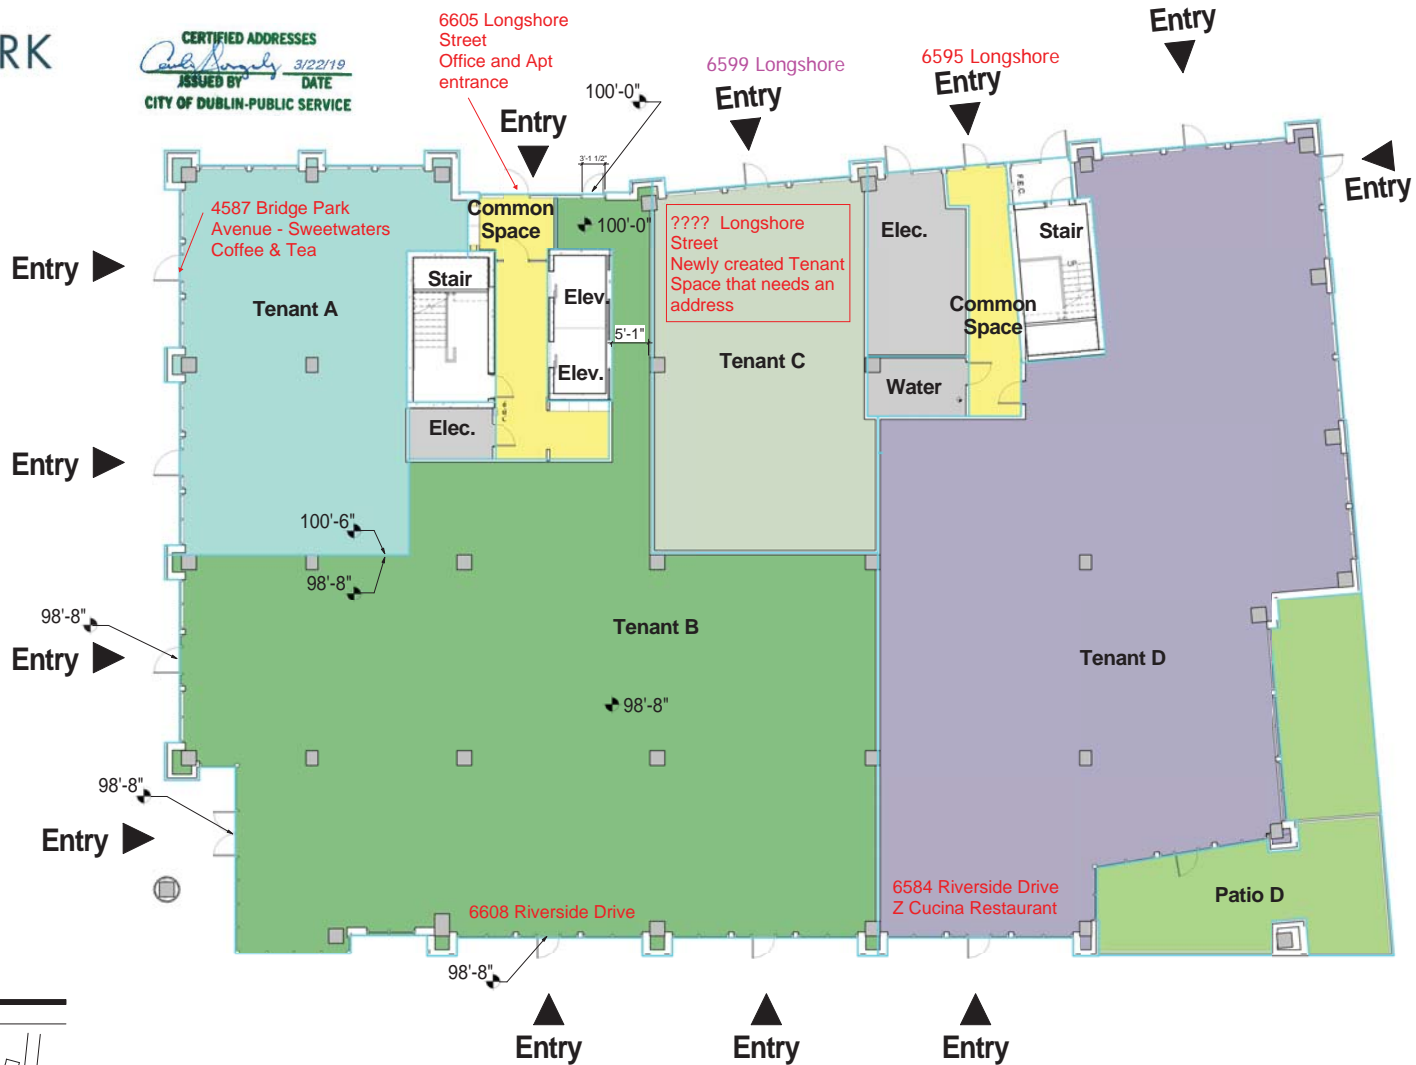 RK
CERTIFIED ADDRESSES
3/22/19
ISSUED BY DATE
CITY OF DUBLIN-PUBLIC SERVICE
6605 Longshore
Street
Office and Apt
entrance
Entry
100'-0"
3'-1 1/2"
6599 Longshore
Entry
6595 Longshore
Entry
Entry
Entry
4587 Bridge Park
Avenue - Sweetwaters
Coffee & Tea
Common
Space
100'-0"
???? Longshore
Street
Newly created Tenant
Space that needs an
address
Elec.
F.E.C.
Stair
Entry
Stair
Tenant A
Elev.
5'-1"
Elev.
Tenant C
Common
Space
Water
Elec.
F.E.C.
Entry
100'-6"
98'-8"
98'-8"
Entry
Tenant B
98'-8"
Tenant D
98'-8"
Entry
6608 Riverside Drive
6584 Riverside Drive
Z Cucina Restaurant
Patio D
98'-8"
Entry
Entry
Entry